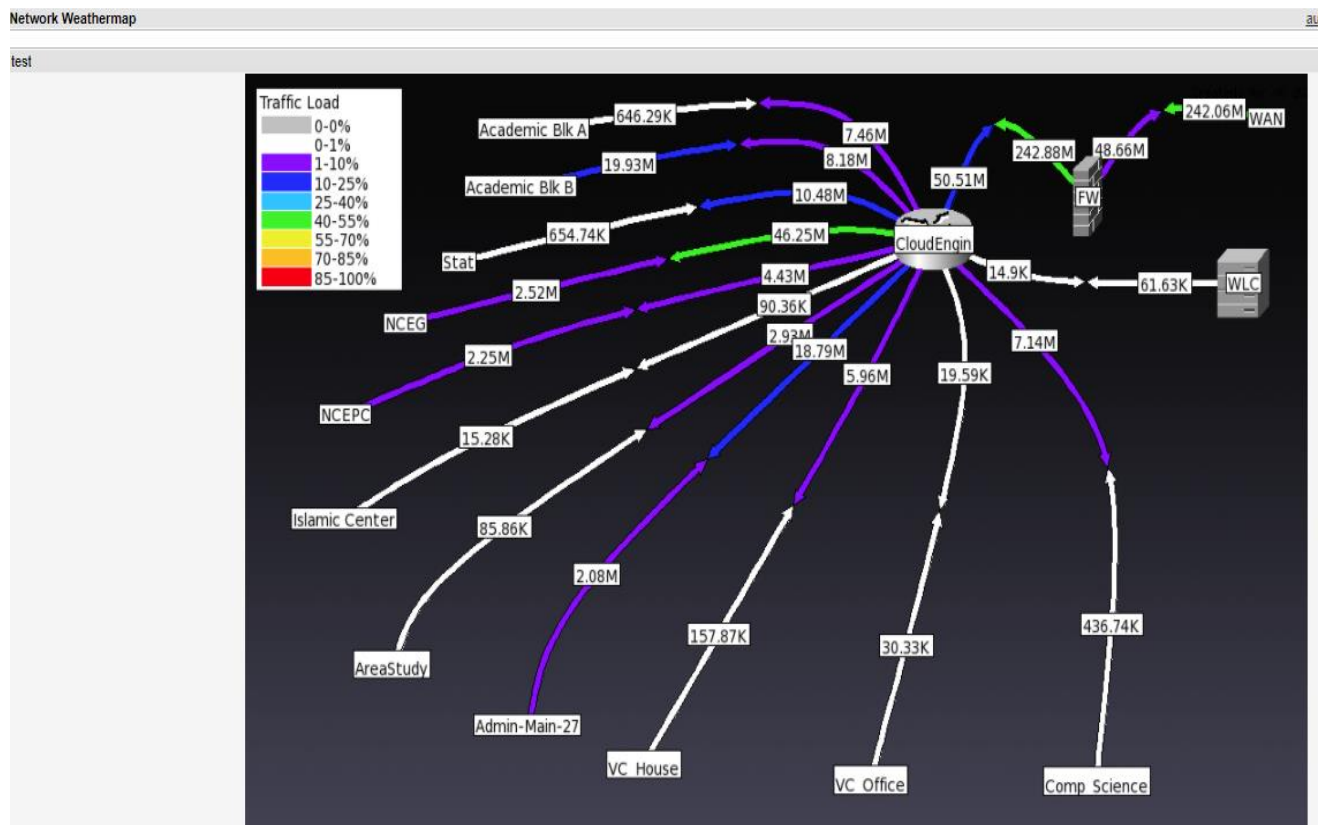 Network Weathermap
au
test
Traffic Load
0-0%
0-1%
1-10%
10-25%
25-40%
40-55%
55-70%
70-85%
85-100%
Academic Blk A
646.29K
7.46M
Academic Blk B
19.93M
8.18M
Stat
654.74K
10.48M
NCEG
2.52M
46.25M
NCEPC
2.25M
4.43M
Islamic Center
15.28K
90.36K
AreaStudy
85.86K
2.93M
Admin-Main-27
2.08M
18.79M
VC House
157.87K
5.96M
VC Office
30.33K
19.59K
Comp Science
436.74K
7.14M
CloudEngin
50.51M
242.88M
FW
48.66M
242.06M
WAN
14.9K
61.63K
WLC